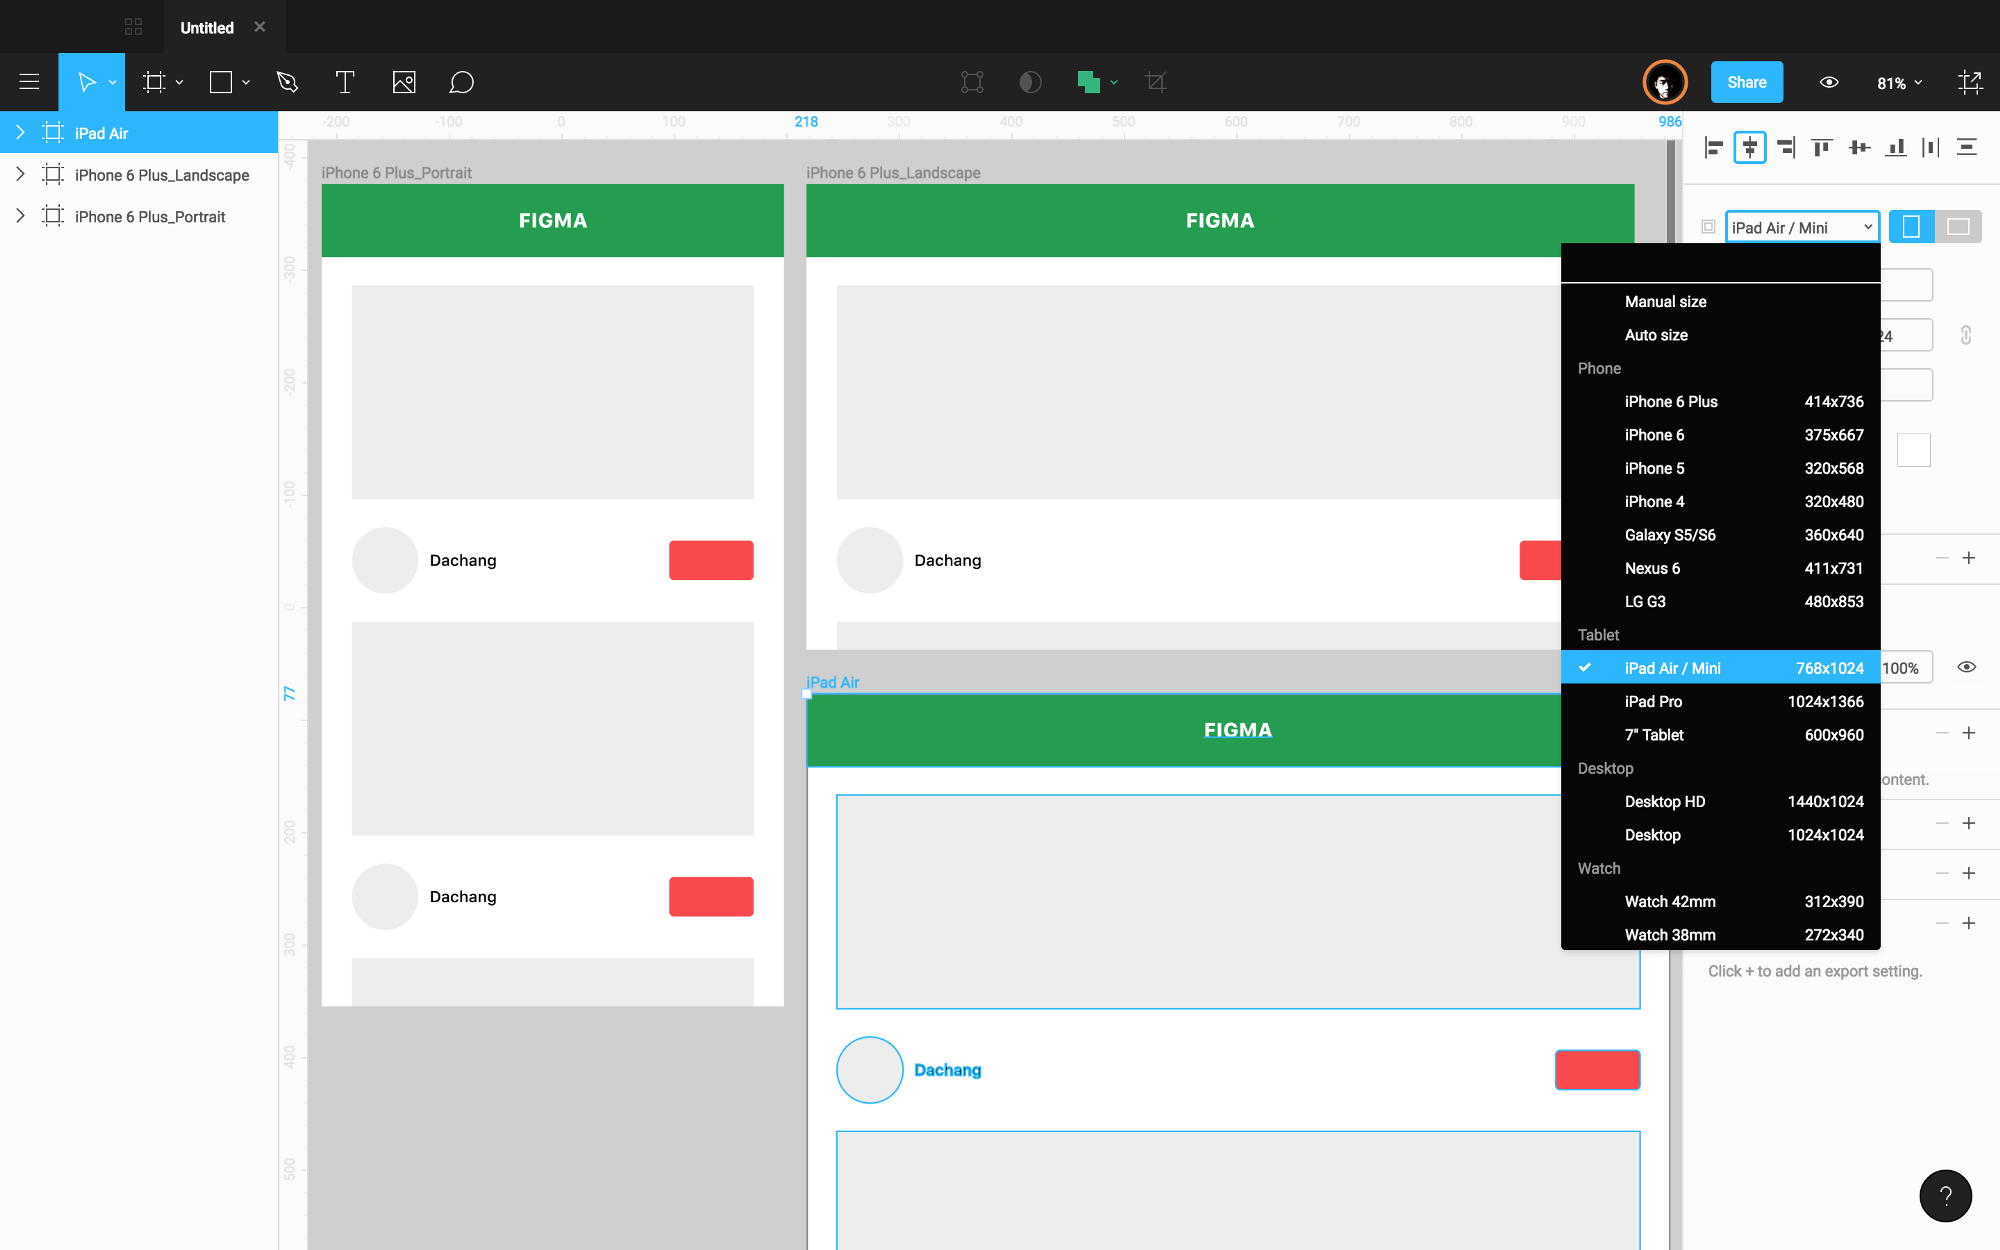 Untitled
Share
81%
iPad Air
iPhone 6 Plus_Landscape
iPhone 6 Plus_Portrait
-200
-100
0
100
218
300
400
500
600
700
800
900
986
-400
-300
-200
-100
0
77
200
300
400
500
iPhone 6 Plus_Portrait
FIGMA
Dachang
Dachang
iPhone 6 Plus_Landscape
FIGMA
Dachang
iPad Air
FIGMA
Dachang
iPad Air / Mini
Manual size
Auto size
Phone
iPhone 6 Plus 414x736
iPhone 6 375x667
iPhone 5 320x568
iPhone 4 320x480
Galaxy S5/S6 360x640
Nexus 6 411x731
LG G3 480x853
Tablet
iPad Air / Mini 768x1024
iPad Pro 1024x1366
7" Tablet 600x960
Desktop
Desktop HD 1440x1024
Desktop 1024x1024
Watch
Watch 42mm 312x390
Watch 38mm 272x340
24
100%
content.
Click + to add an export setting.
?